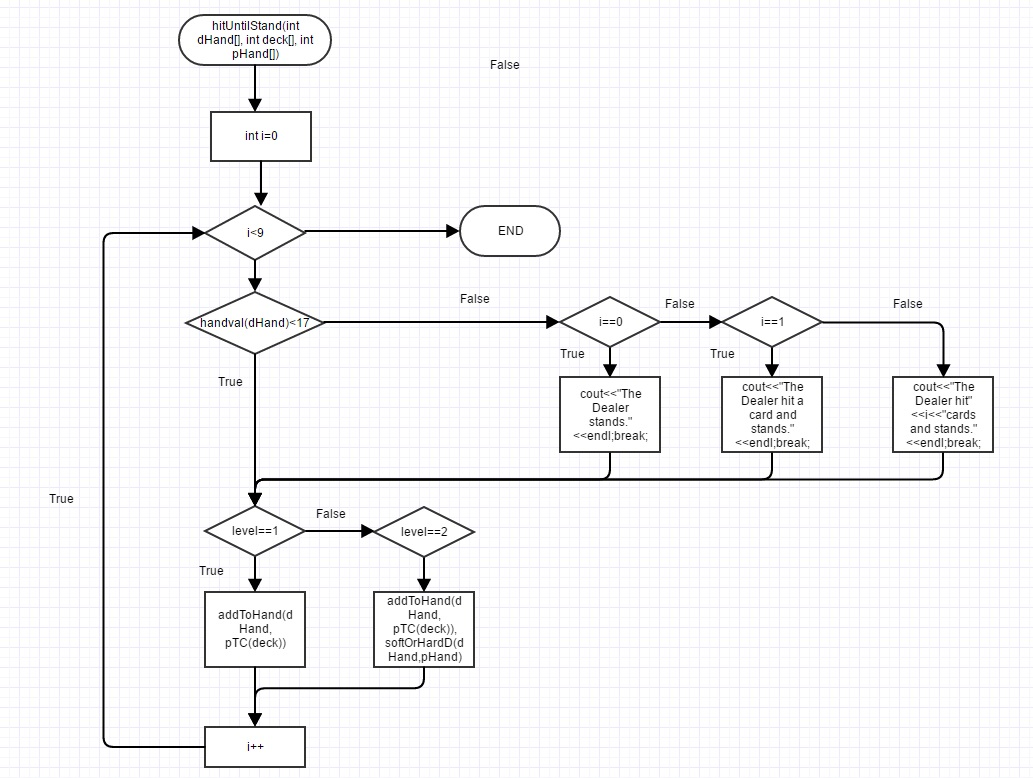 hitUntilStand(int
dHand[], int deck[], int
pHand[])
False
int i=0
i<9
END
handval(dHand)<17
False
i==0
False
i==1
False
True
True
True
cout<<"The
Dealer
stands."
<<endl;break;
cout<<"The
Dealer hit a
card and
stands."
<<endl;break;
cout<<"The
Dealer hit"
<<i<<"cards
and stands."
<<endl;break;
True
level==1
False
level==2
True
addToHand(d
Hand,
pTC(deck))
addToHand(d
Hand,
pTC(deck)),
softOrHardD(d
Hand,pHand)
i++